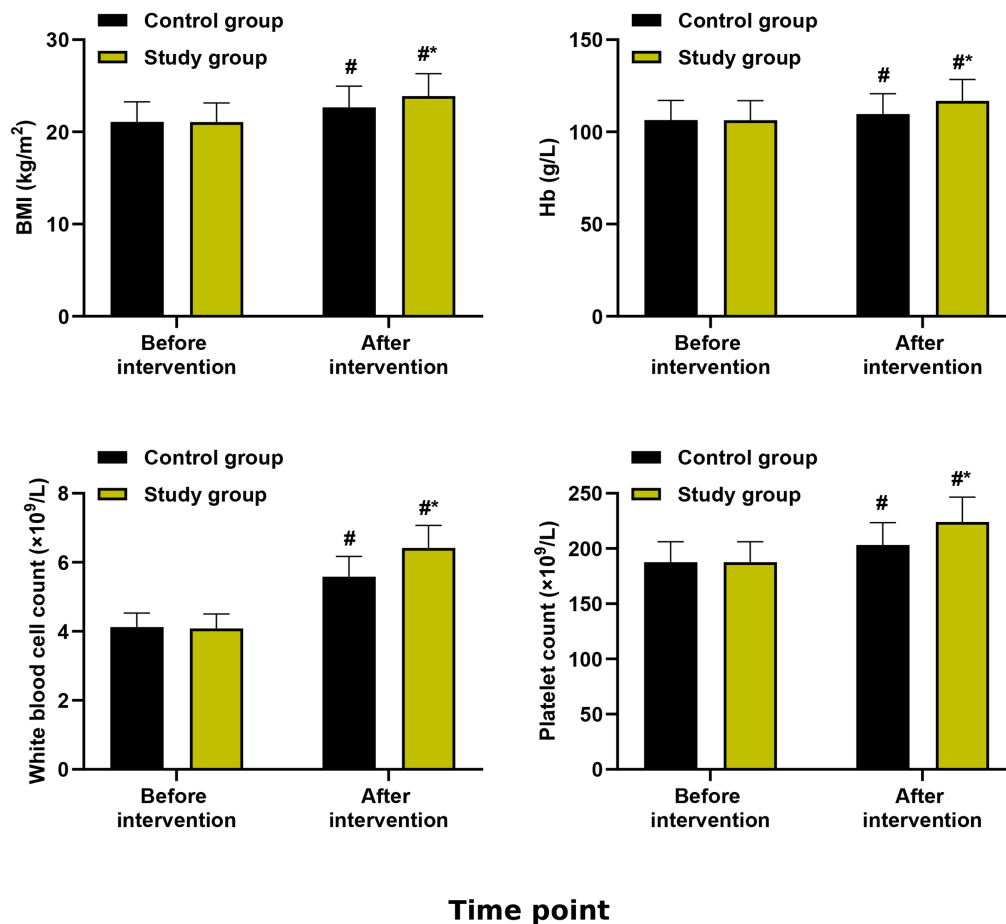 Control group
Study group
BMI (kg/m²)
30
20
10
0
#
#*
Before
intervention
After
intervention
Control group
Study group
Hb (g/L)
150
100
50
0
#
#*
Before
intervention
After
intervention
Control group
Study group
White blood cell count (×10⁹/L)
8
6
4
2
0
#
#*
Before
intervention
After
intervention
Control group
Study group
Platelet count (×10⁹/L)
250
200
150
100
50
0
#
#*
Before
intervention
After
intervention
Time point